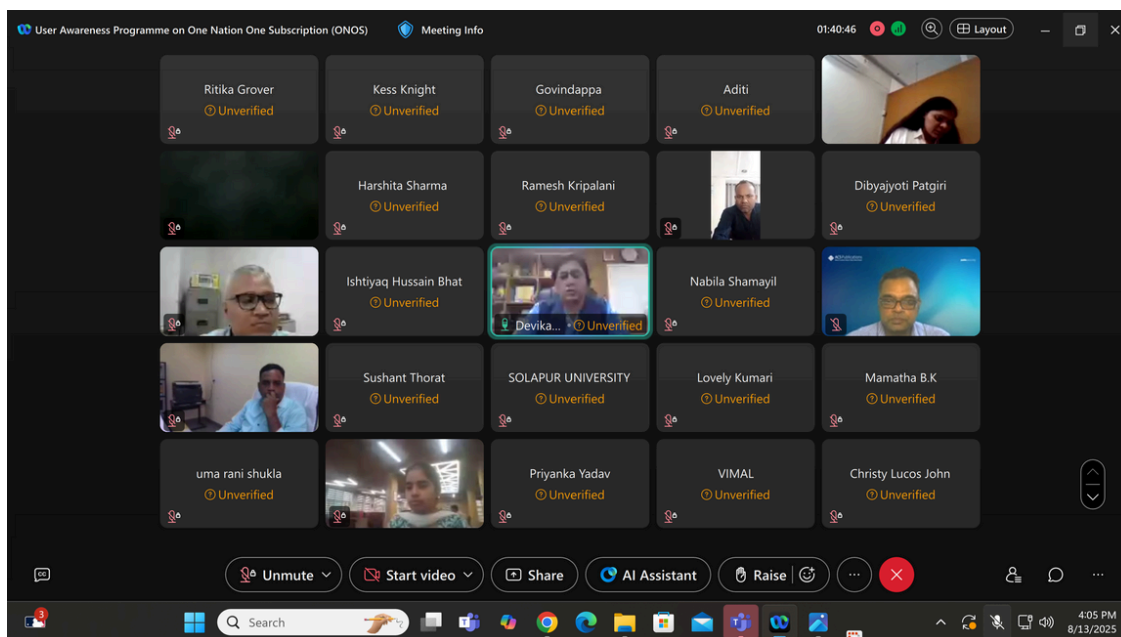 User Awareness Programme on One Nation One Subscription (ONOS) Meeting Info 01:40:46 Layout
Ritika Grover
Unverified
Kess Knight
Unverified
Govindappa
Unverified
Aditi
Unverified
Harshita Sharma
Unverified
Ramesh Kripalani
Unverified
Dibyajyoti Patgiri
Unverified
Ishtiyaq Hussain Bhat
Unverified
Devika... • Unverified
Nabila Shamayil
Unverified
Sushant Thorat
Unverified
SOLAPUR UNIVERSITY
Unverified
Lovely Kumari
Unverified
Mamatha B.K
Unverified
uma rani shukla
Unverified
Priyanka Yadav
Unverified
VIMAL
Unverified
Christy Lucos John
Unverified
CC Unmute Start video Share AI Assistant Raise
3 Search 4:05 PM
8/13/2025